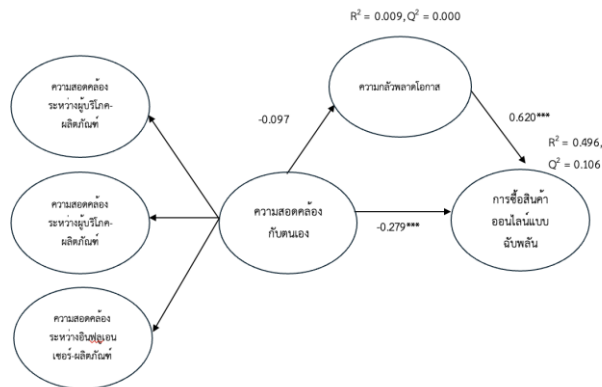 R² = 0.009, Q² = 0.000
ความสอดคล้อง
ระหว่างผู้บริโภค-
ผลิตภัณฑ์
ความกลัวพลาดโอกาส
-0.097
0.620***
R² = 0.496,
Q² = 0.106
ความสอดคล้อง
ระหว่างผู้บริโภค-
ผลิตภัณฑ์
ความสอดคล้อง
กับตนเอง
-0.279***
การซื้อสินค้า
ออนไลน์แบบ
ฉับพลัน
ความสอดคล้อง
ระหว่างอินฟลูเอน
เซอร์-ผลิตภัณฑ์